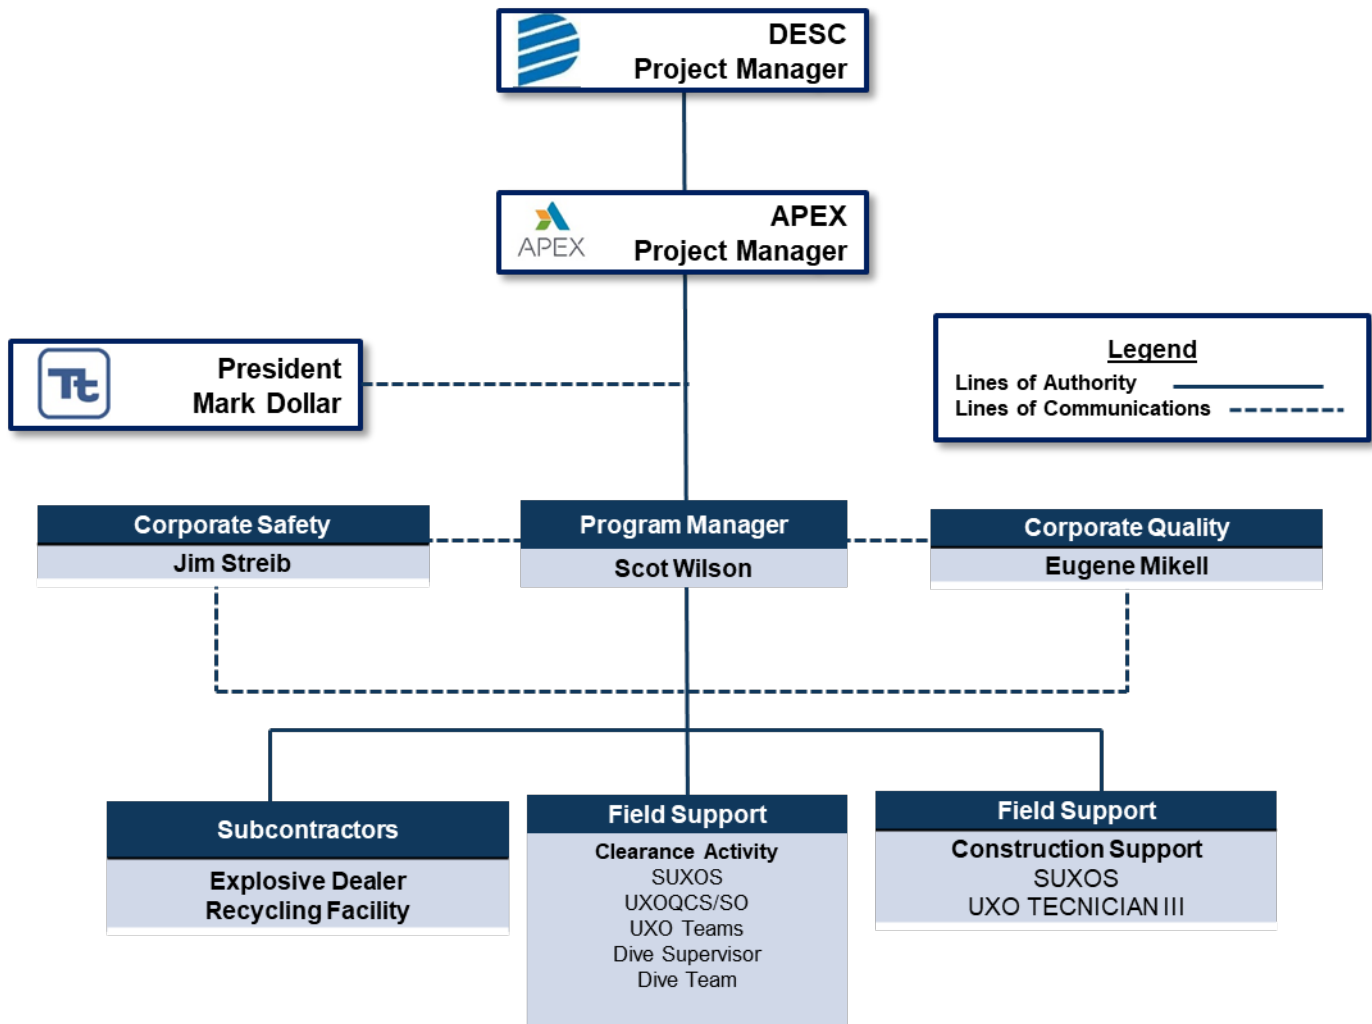 DESC
Project Manager
APEX
APEX
Project Manager
Tt
President
Mark Dollar
Legend
Lines of Authority
Lines of Communications
Corporate Safety
Jim Streib
Program Manager
Scot Wilson
Corporate Quality
Eugene Mikell
Subcontractors
Explosive Dealer
Recycling Facility
Field Support
Clearance Activity
SUXOS
UXOQCS/SO
UXO Teams
Dive Supervisor
Dive Team
Field Support
Construction Support
SUXOS
UXO TECNICIAN III